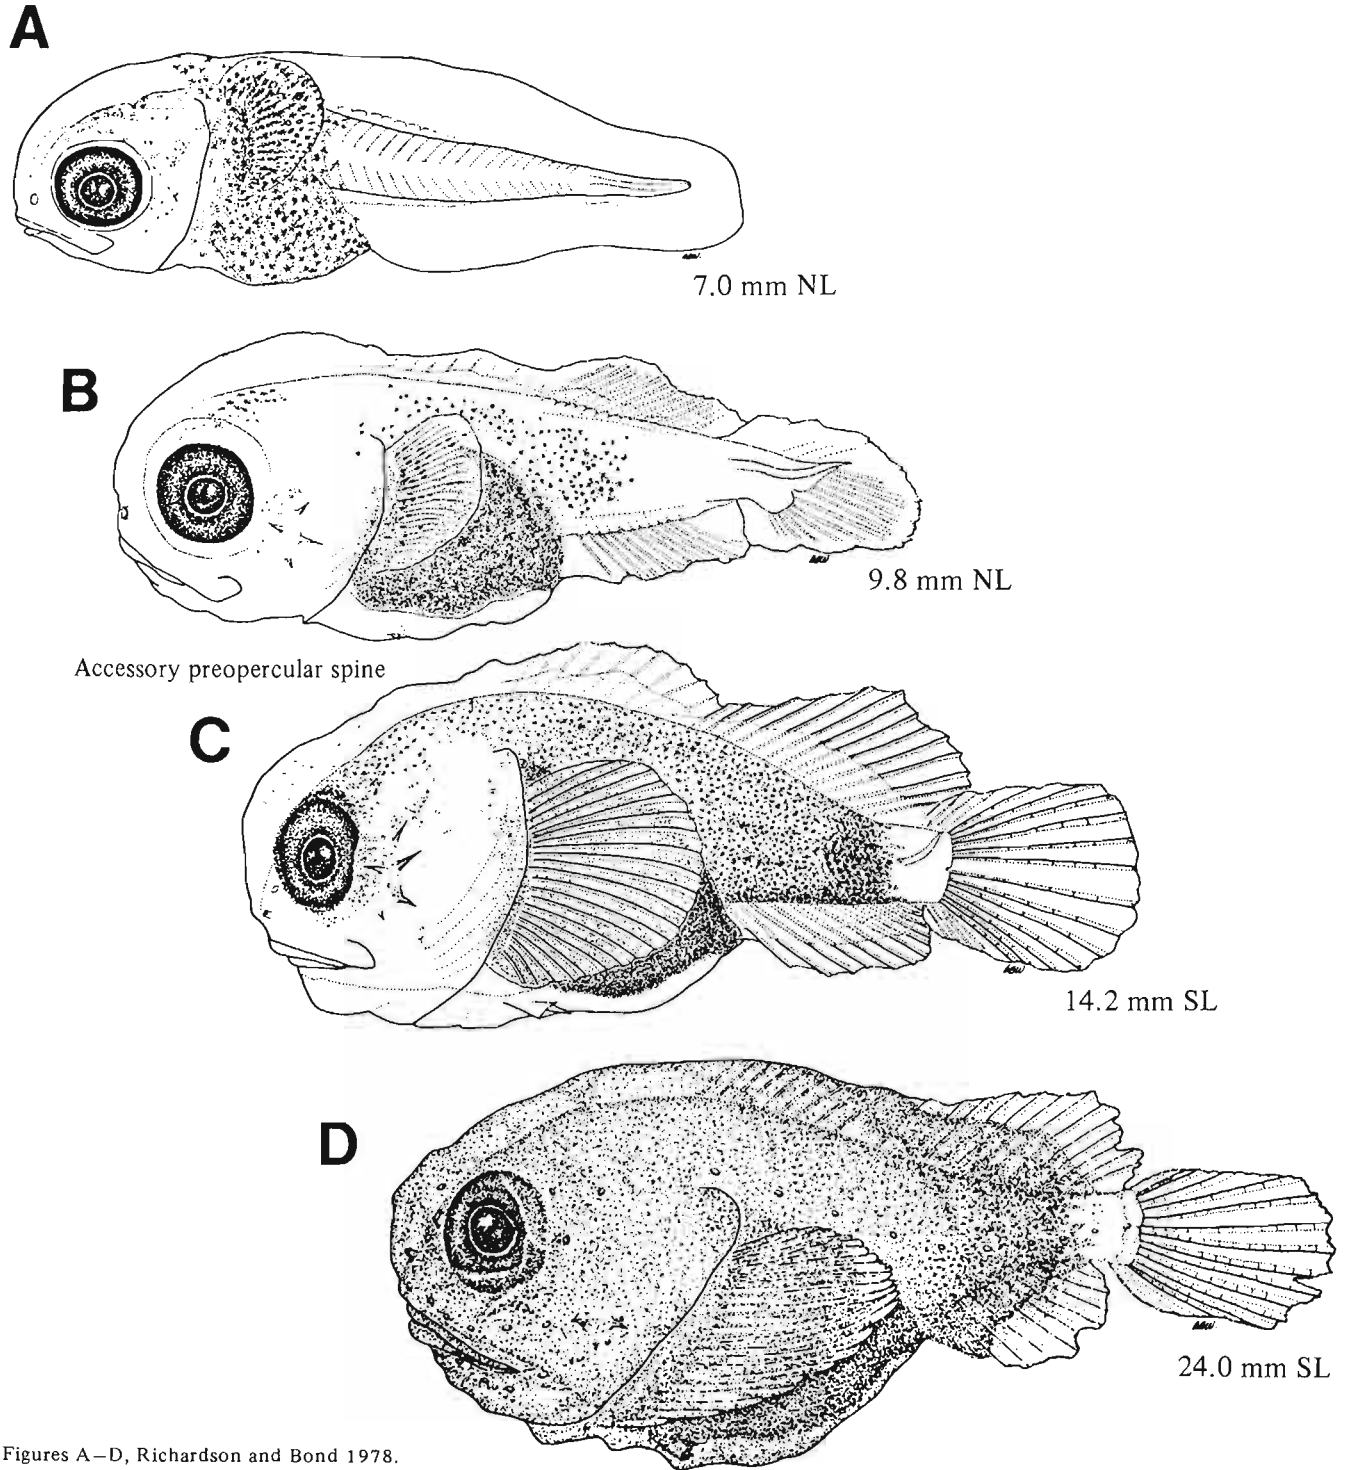 A
7.0 mm NL
B
9.8 mm NL
Accessory preopercular spine
C
14.2 mm SL
D
24.0 mm SL
Figures A–D, Richardson and Bond 1978.